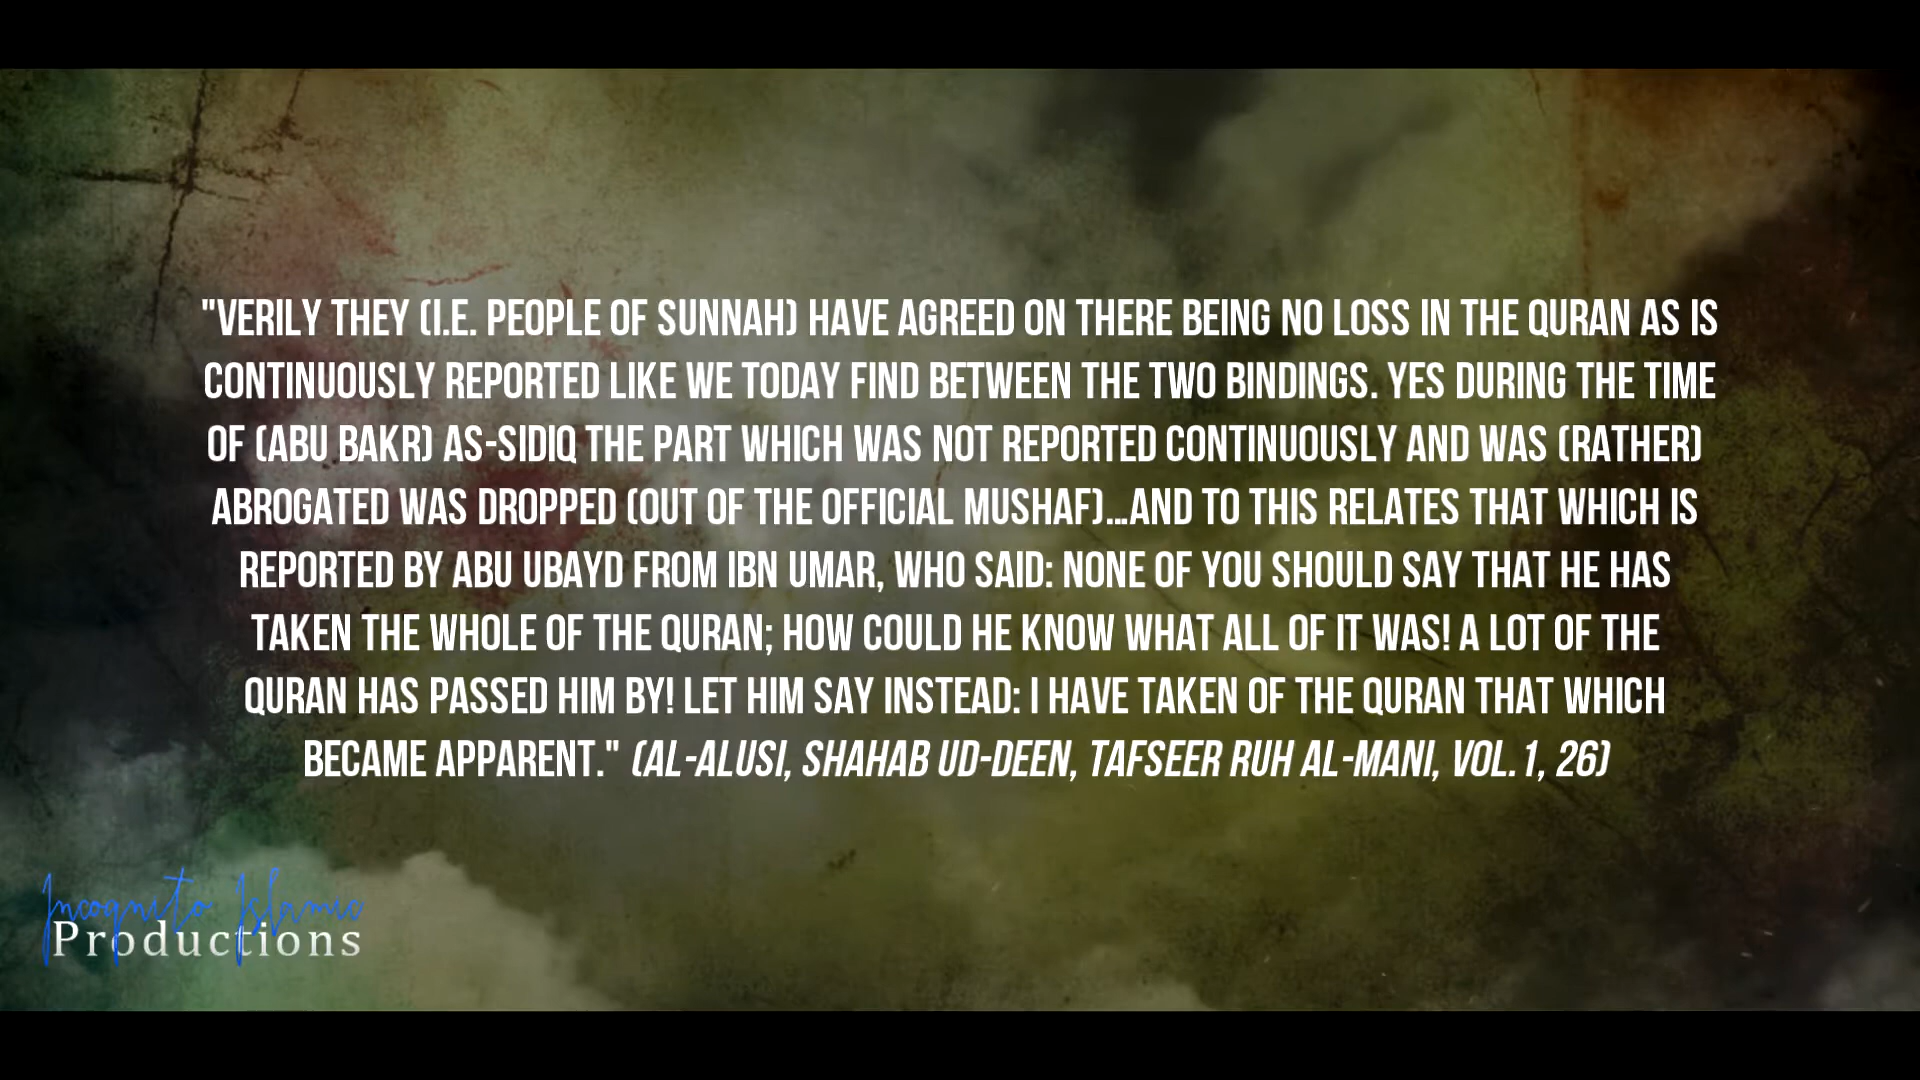 "VERILY THEY (I.E. PEOPLE OF SUNNAH) HAVE AGREED ON THERE BEING NO LOSS IN THE QURAN AS IS
CONTINUOUSLY REPORTED LIKE WE TODAY FIND BETWEEN THE TWO BINDINGS. YES DURING THE TIME
OF (ABU BAKR) AS-SIDIQ THE PART WHICH WAS NOT REPORTED CONTINUOUSLY AND WAS (RATHER)
ABROGATED WAS DROPPED (OUT OF THE OFFICIAL MUSHAF)...AND TO THIS RELATES THAT WHICH IS
REPORTED BY ABU UBAYD FROM IBN UMAR, WHO SAID: NONE OF YOU SHOULD SAY THAT HE HAS
TAKEN THE WHOLE OF THE QURAN; HOW COULD HE KNOW WHAT ALL OF IT WAS! A LOT OF THE
QURAN HAS PASSED HIM BY! LET HIM SAY INSTEAD: I HAVE TAKEN OF THE QURAN THAT WHICH
BECAME APPARENT." (AL-ALUSI, SHAHAB UD-DEEN, TAFSEER RUH AL-MANI, VOL. 1, 26)
Incognito Islamic
Productions